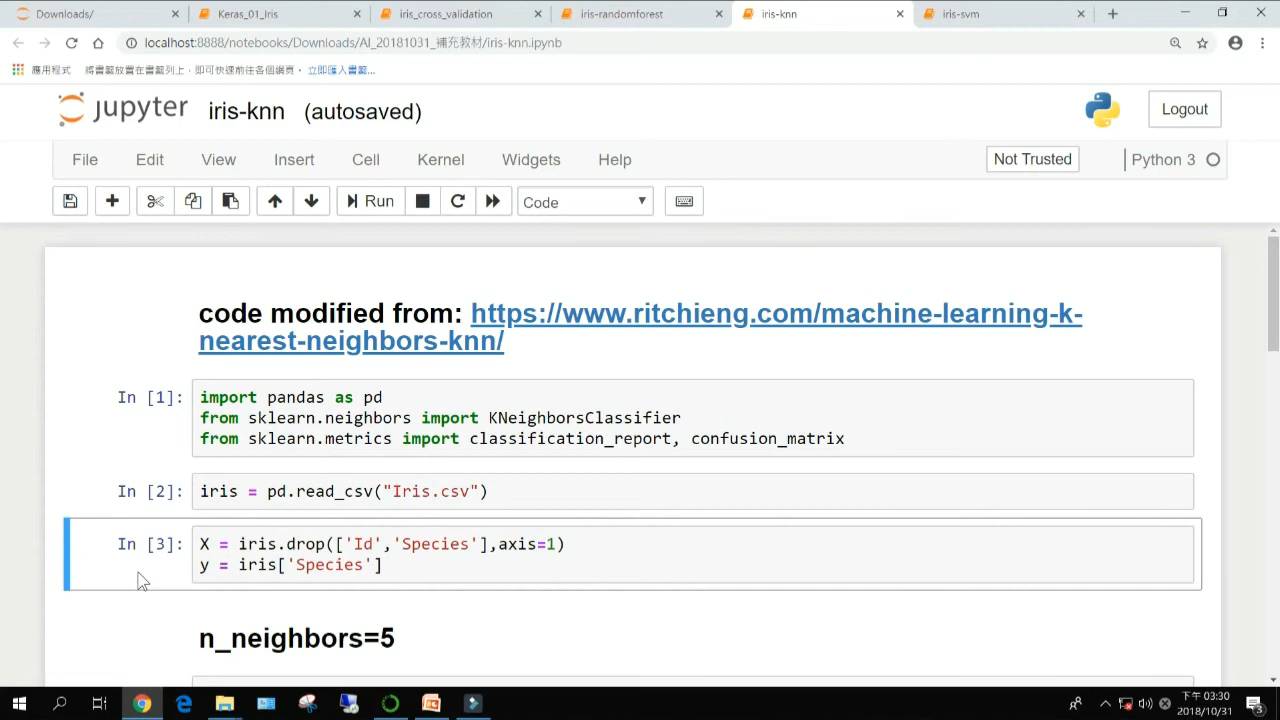 Downloads/
Keras_01_Iris
iris_cross_validation
iris-randomforest
iris-knn
iris-svm
localhost:8888/notebooks/Downloads/AI_20181031_補充教材/iris-knn.ipynb
應用程式 將書籤放置在書籤列上，即可快速前往各個網頁。 立即匯入書籤...
jupyter iris-knn (autosaved)
Logout
File Edit View Insert Cell Kernel Widgets Help
Not Trusted
Python 3
Run
Code
code modified from: https://www.ritchieng.com/machine-learning-k-
nearest-neighbors-knn/
In [1]: import pandas as pd
from sklearn.neighbors import KNeighborsClassifier
from sklearn.metrics import classification_report, confusion_matrix
In [2]: iris = pd.read_csv("Iris.csv")
In [3]: X = iris.drop(['Id','Species'],axis=1)
y = iris['Species']
n_neighbors=5
下午 03:30
2018/10/31
3